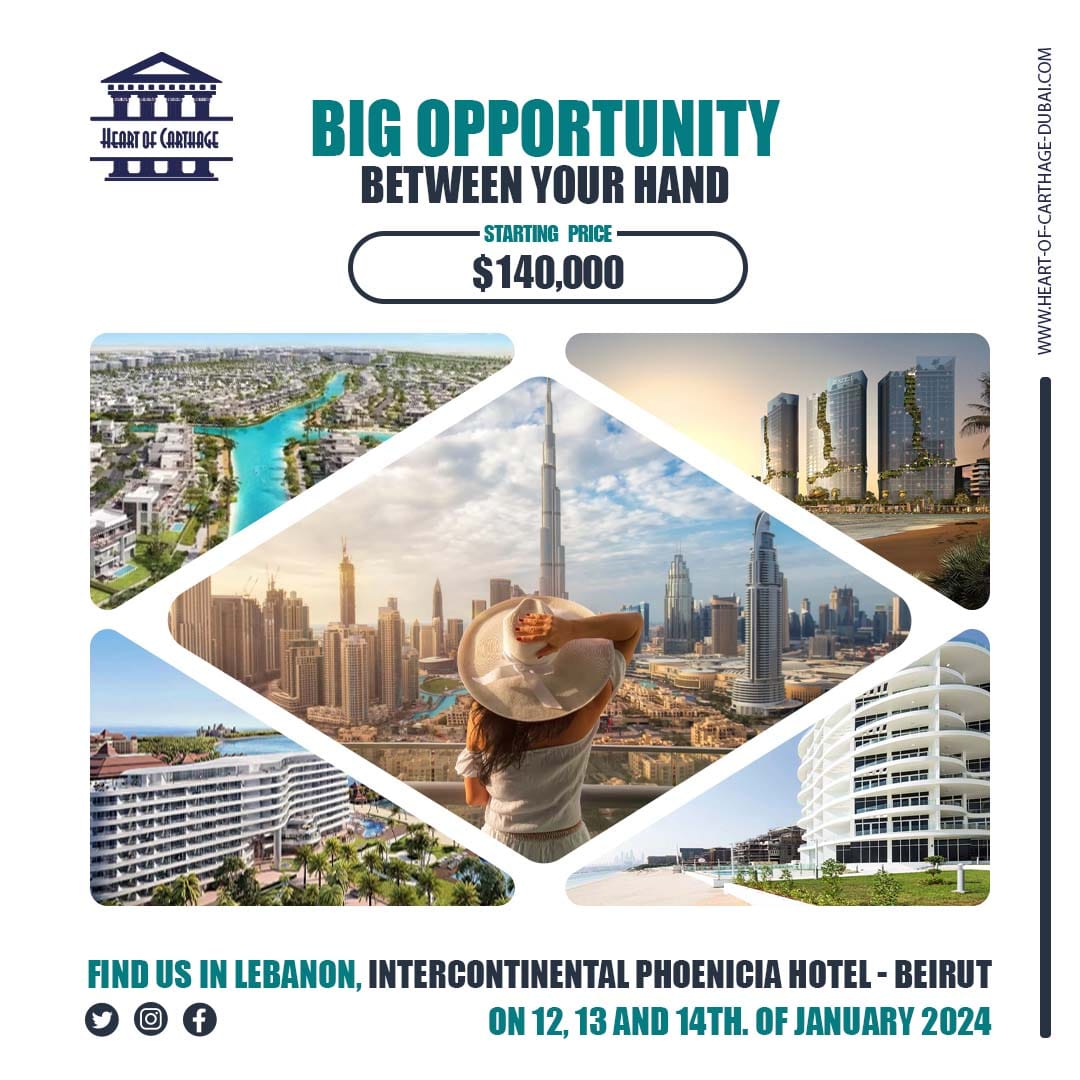 HEART OF CARTHAGE
BIG OPPORTUNITY
BETWEEN YOUR HAND
STARTING PRICE
$140,000
WWW.HEART-OF-CARTHAGE-DUBAI.COM
FIND US IN LEBANON, INTERCONTINENTAL PHOENICIA HOTEL - BEIRUT
ON 12, 13 AND 14TH. OF JANUARY 2024